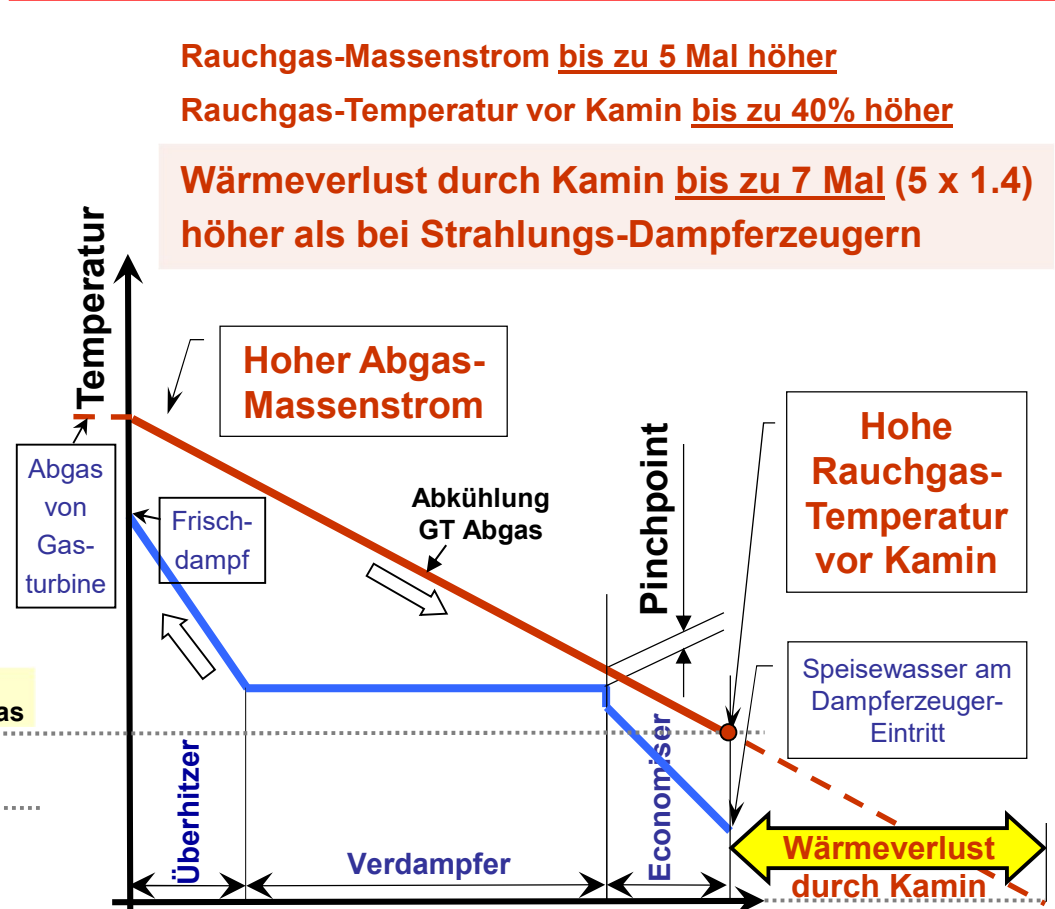 Rauchgas-Massenstrom bis zu 5 Mal höher
Rauchgas-Temperatur vor Kamin bis zu 40% höher
Wärmeverlust durch Kamin bis zu 7 Mal (5 x 1.4)
höher als bei Strahlungs-Dampferzeugern
Temperatur
Hoher Abgas-
Massenstrom
Abgas
von
Gas-
turbine
Frisch-
dampf
Abkühlung
GT Abgas
Pinchpoint
Hohe
Rauchgas-
Temperatur
vor Kamin
Speisewasser am
Dampferzeuger-
Eintritt
as
Überhitzer
Verdampfer
Economiser
Wärmeverlust
durch Kamin